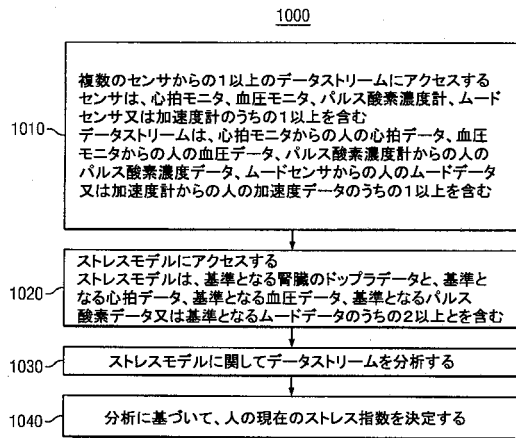 1000
1010
複数のセンサからの1以上のデータストリームにアクセスする
センサは、心拍モニタ、血圧モニタ、パルス酸素濃度計、ムード
センサ又は加速度計のうちの1以上を含む
データストリームは、心拍モニタからの人の心拍データ、血圧
モニタからの人の血圧データ、パルス酸素濃度計からの人の
パルス酸素濃度データ、ムードセンサからの人のムードデータ
又は加速度計からの人の加速度データのうちの1以上を含む
1020
ストレスモデルにアクセスする
ストレスモデルは、基準となる腎臓のドップラデータと、基準と
なる心拍データ、基準となる血圧データ、基準となるパルス
酸素データ又は基準となるムードデータのうちの2以上とを含む
1030
ストレスモデルに関してデータストリームを分析する
1040
分析に基づいて、人の現在のストレス指数を決定する